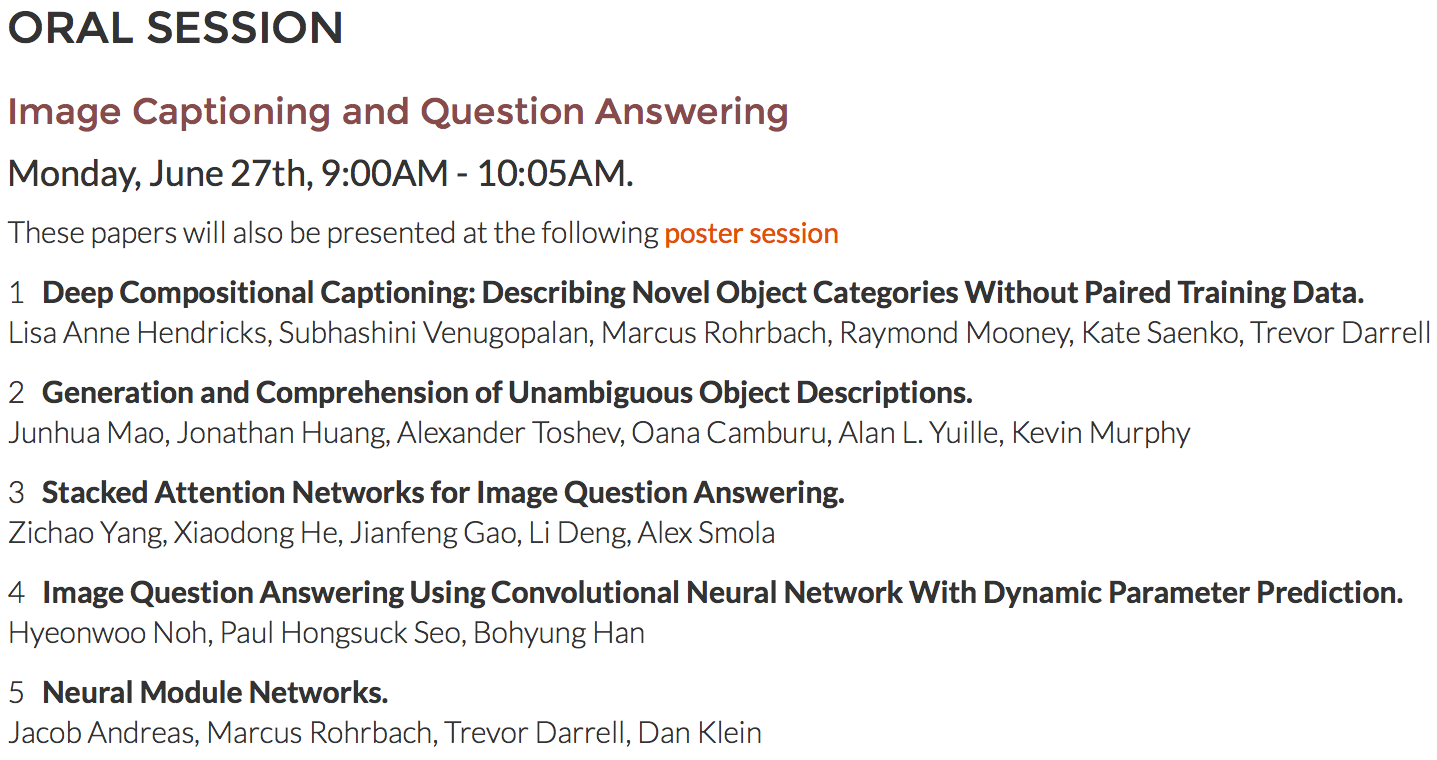 ORAL SESSION
Image Captioning and Question Answering
Monday, June 27th, 9:00AM - 10:05AM.
These papers will also be presented at the following poster session
1 Deep Compositional Captioning: Describing Novel Object Categories Without Paired Training Data.
Lisa Anne Hendricks, Subhashini Venugopalan, Marcus Rohrbach, Raymond Mooney, Kate Saenko, Trevor Darrell
2 Generation and Comprehension of Unambiguous Object Descriptions.
Junhua Mao, Jonathan Huang, Alexander Toshev, Oana Camburu, Alan L. Yuille, Kevin Murphy
3 Stacked Attention Networks for Image Question Answering.
Zichao Yang, Xiaodong He, Jianfeng Gao, Li Deng, Alex Smola
4 Image Question Answering Using Convolutional Neural Network With Dynamic Parameter Prediction.
Hyeonwoo Noh, Paul Hongsuck Seo, Bohyung Han
5 Neural Module Networks.
Jacob Andreas, Marcus Rohrbach, Trevor Darrell, Dan Klein